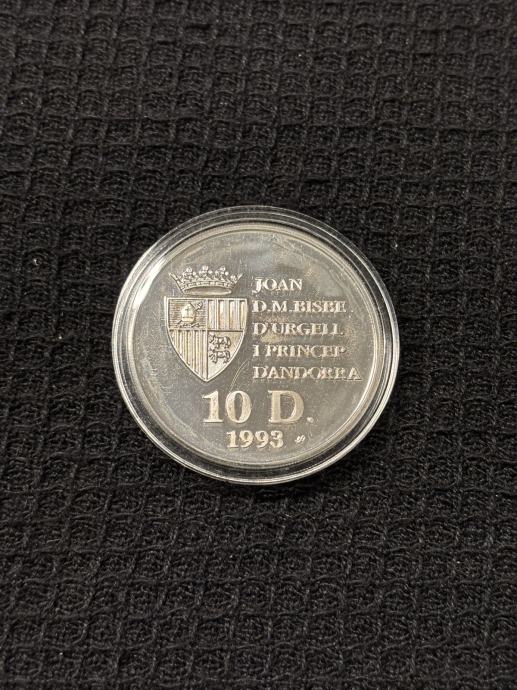 JOAN
D.M.BISBE
D'URGELL
I PRINCEP
D'ANDORRA
10 D.
1993